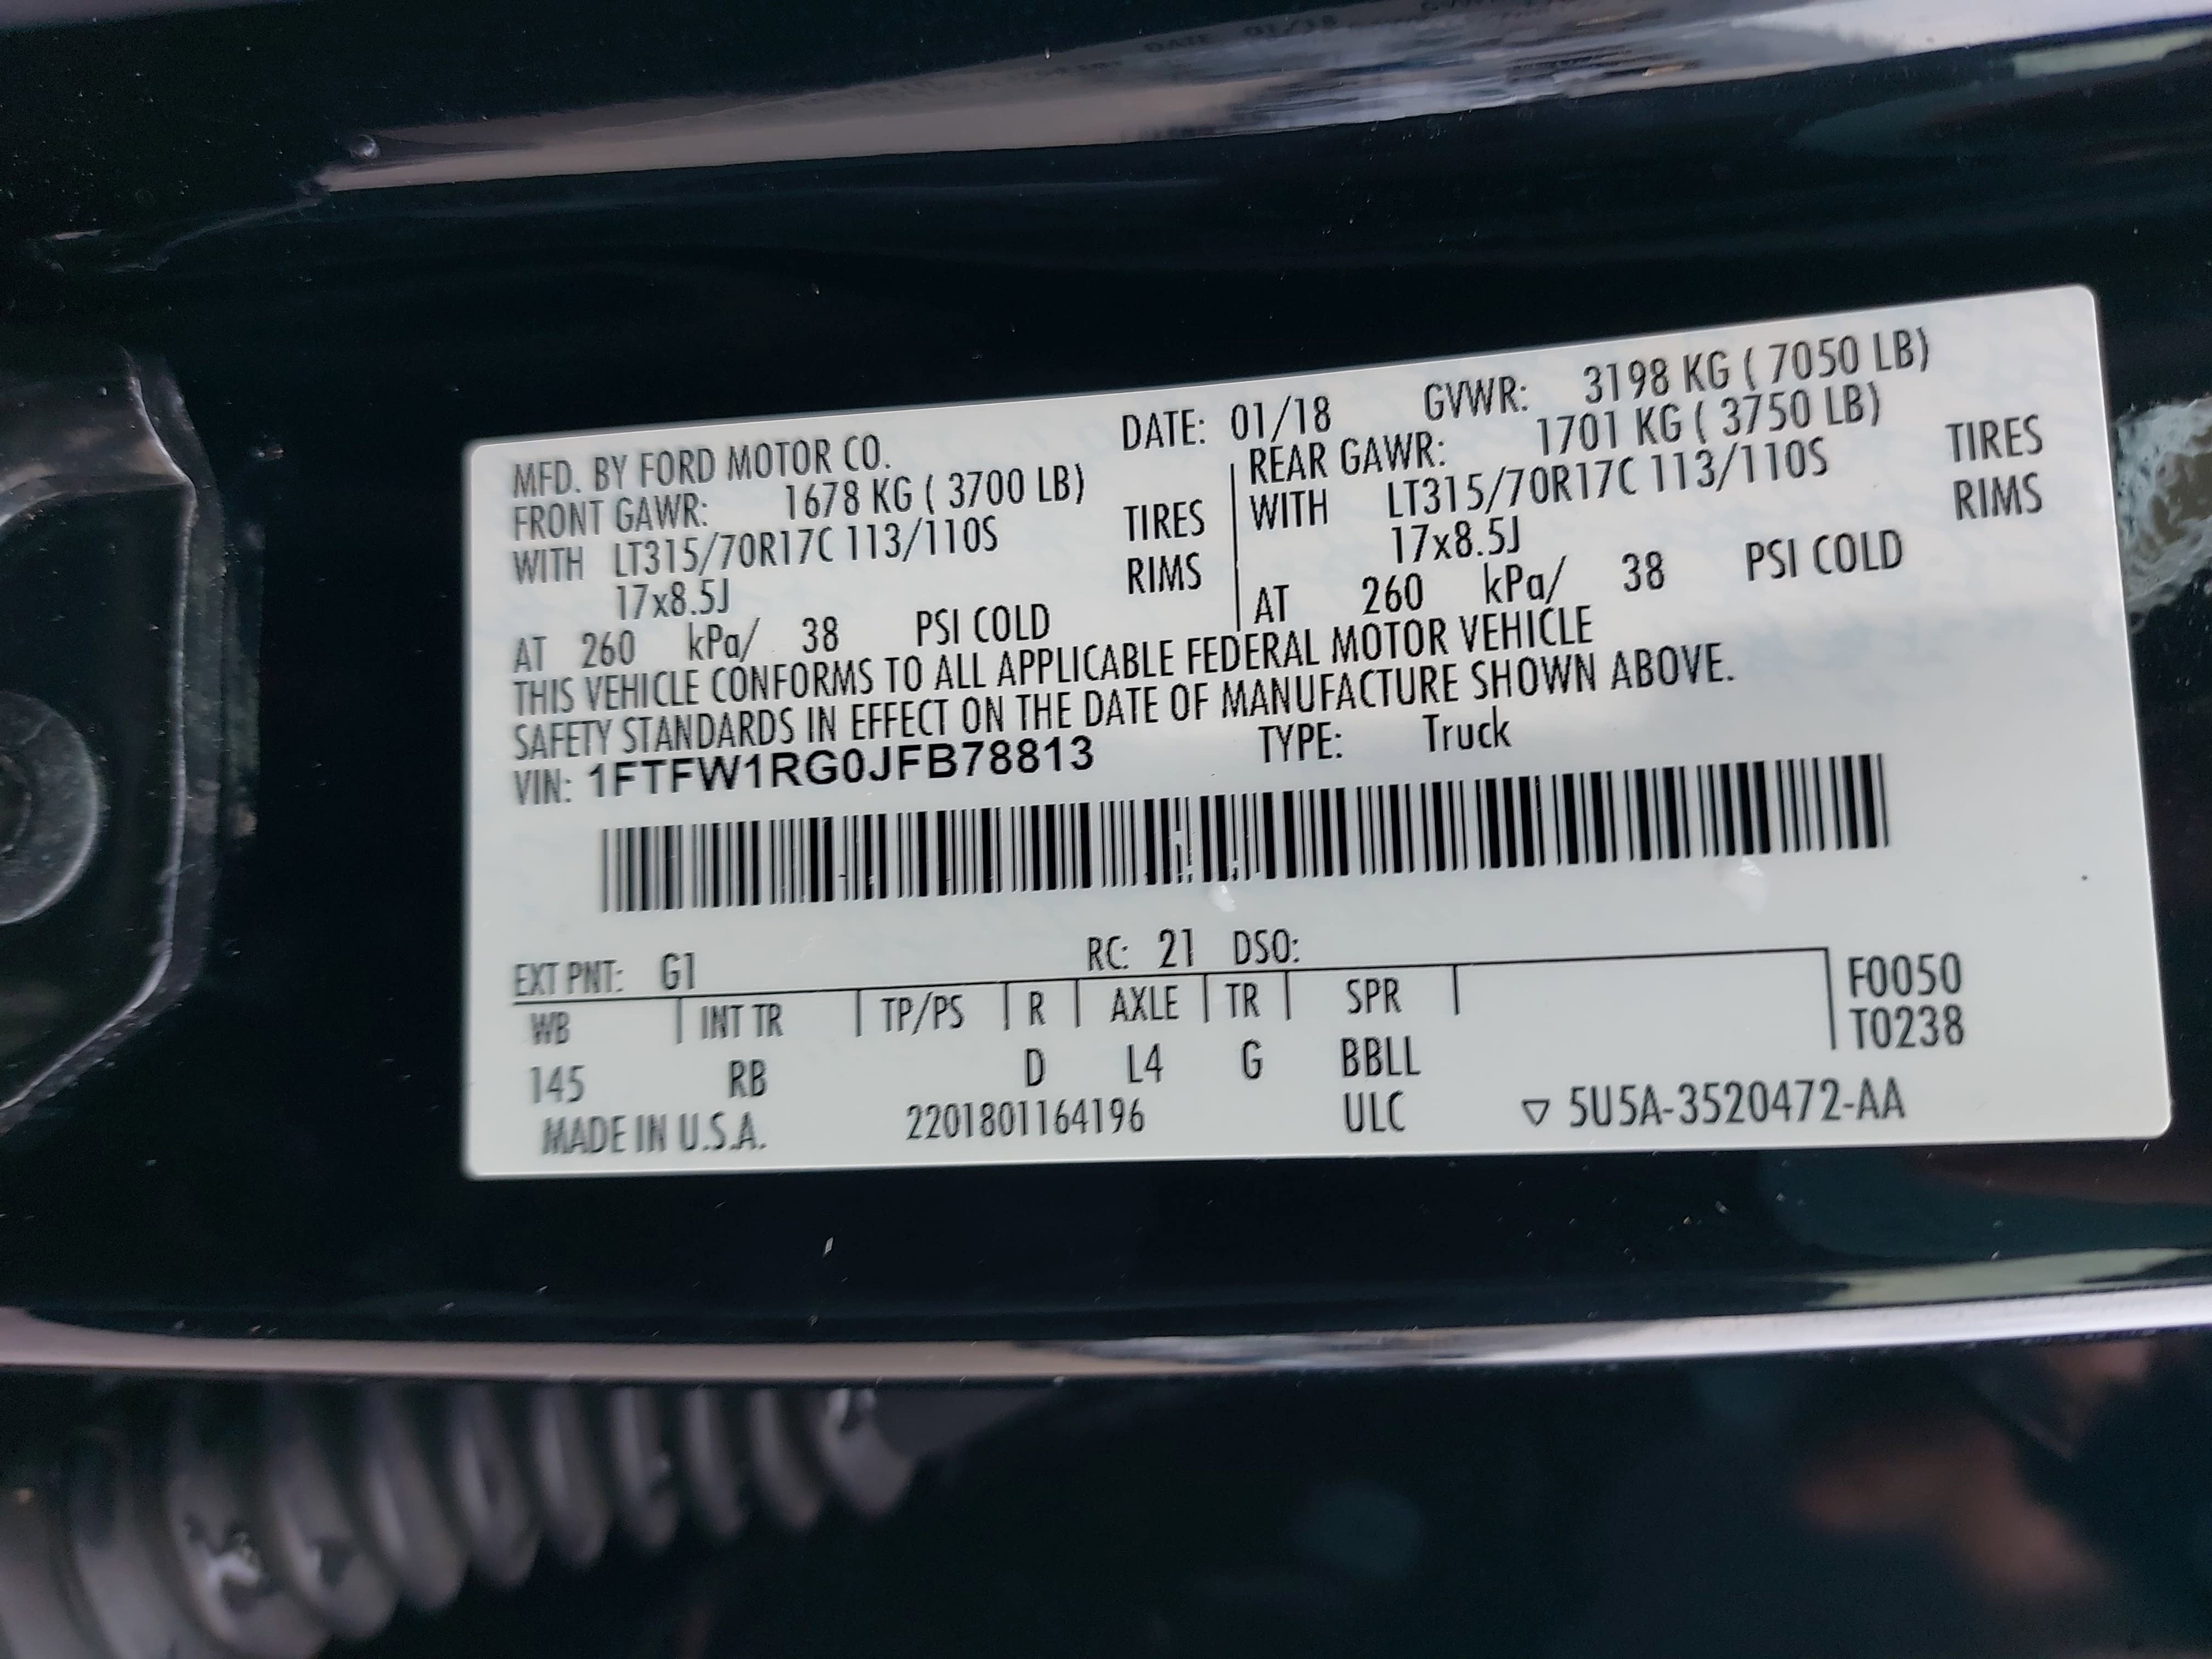 MFD. BY FORD MOTOR CO. DATE: 01/18 GVWR: 3198 KG ( 7050 LB)
FRONT GAWR: 1678 KG ( 3700 LB) REAR GAWR: 1701 KG ( 3750 LB)
WITH LT315/70R17C 113/110S TIRES WITH LT315/70R17C 113/110S TIRES
17x8.5J RIMS 17x8.5J RIMS
AT 260 kPa/ 38 PSI COLD AT 260 kPa/ 38 PSI COLD
THIS VEHICLE CONFORMS TO ALL APPLICABLE FEDERAL MOTOR VEHICLE
SAFETY STANDARDS IN EFFECT ON THE DATE OF MANUFACTURE SHOWN ABOVE.
VIN: 1FTFW1RG0JFB78813 TYPE: Truck
EXT PNT: G1 RC: 21 DSO:
WB INT TR TP/PS R AXLE TR SPR F0050
T0238
145 RB D L4 G BBLL
MADE IN U.S.A. 2201801164196 ULC ▽ 5U5A-3520472-AA